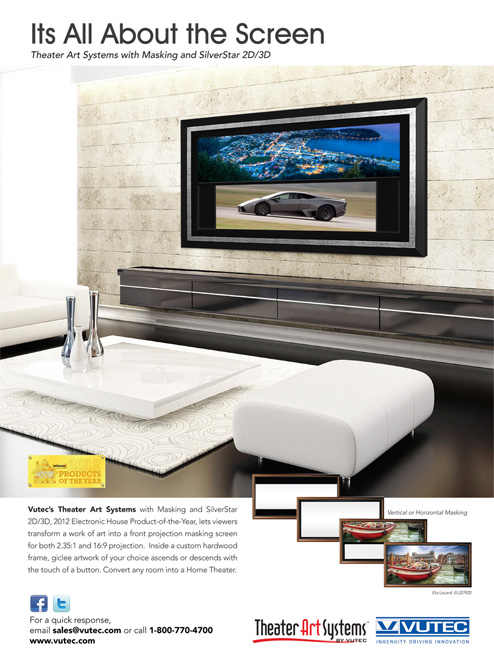 Its All About the Screen
Theater Art Systems with Masking and SilverStar 2D/3D
PRODUCTS
OF THE YEAR
Vutec's Theater Art Systems with Masking and SilverStar
2D/3D, 2012 Electronic House Product-of-the-Year, lets viewers
transform a work of art into a front projection masking screen
for both 2.35:1 and 16:9 projection. Inside a custom hardwood
frame, giclee artwork of your choice ascends or descends with
the touch of a button. Convert any room into a Home Theater.
Vertical or Horizontal Masking
For a quick response,
email sales@vutec.com or call 1-800-770-4700
www.vutec.com
Theater Art Systems
BY VUTEC
VUTEC
INGENUITY DRIVING INNOVATION